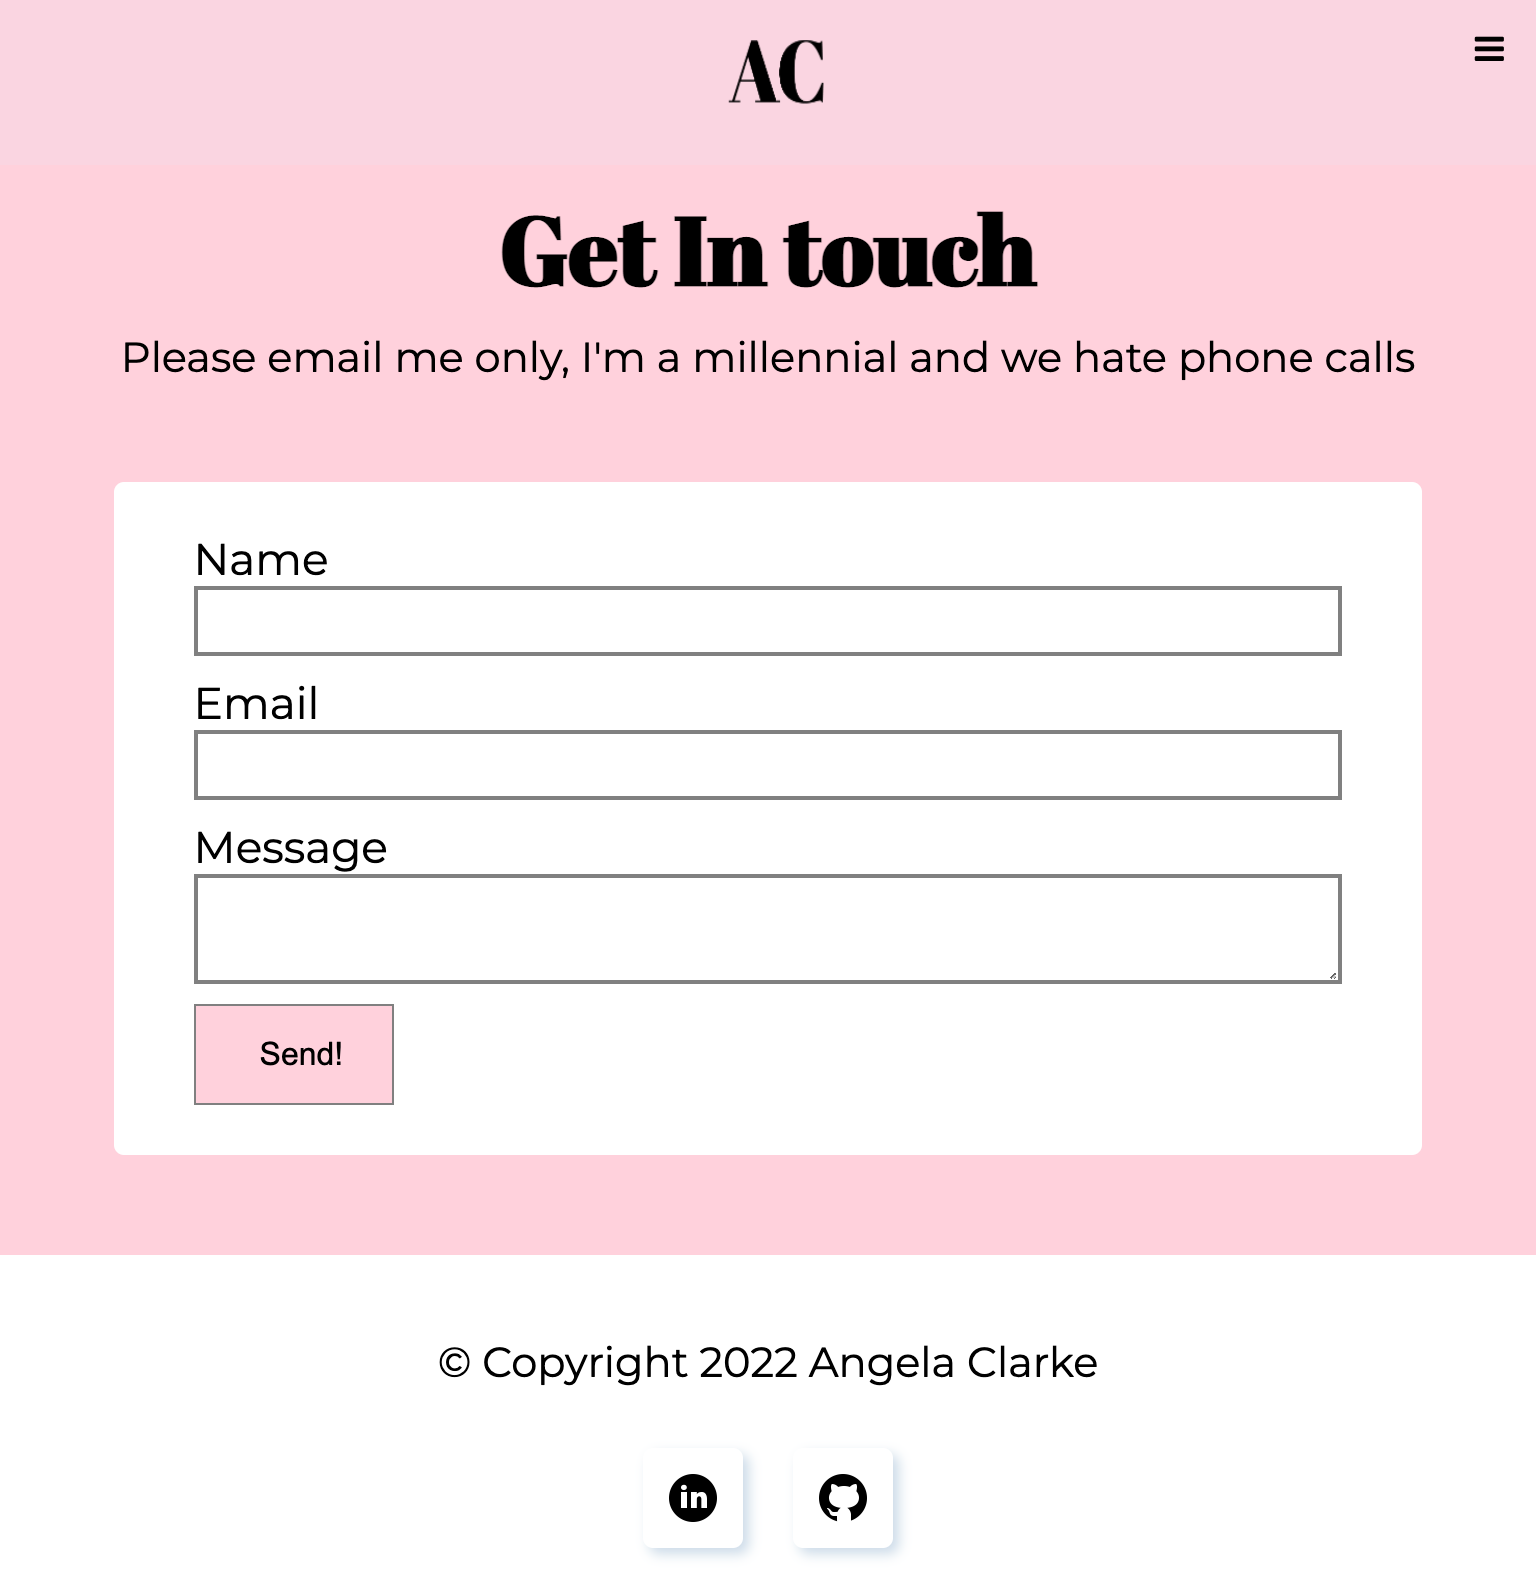 AC
Get In touch
Please email me only, I'm a millennial and we hate phone calls
Name
Email
Message
Send!
© Copyright 2022 Angela Clarke
in